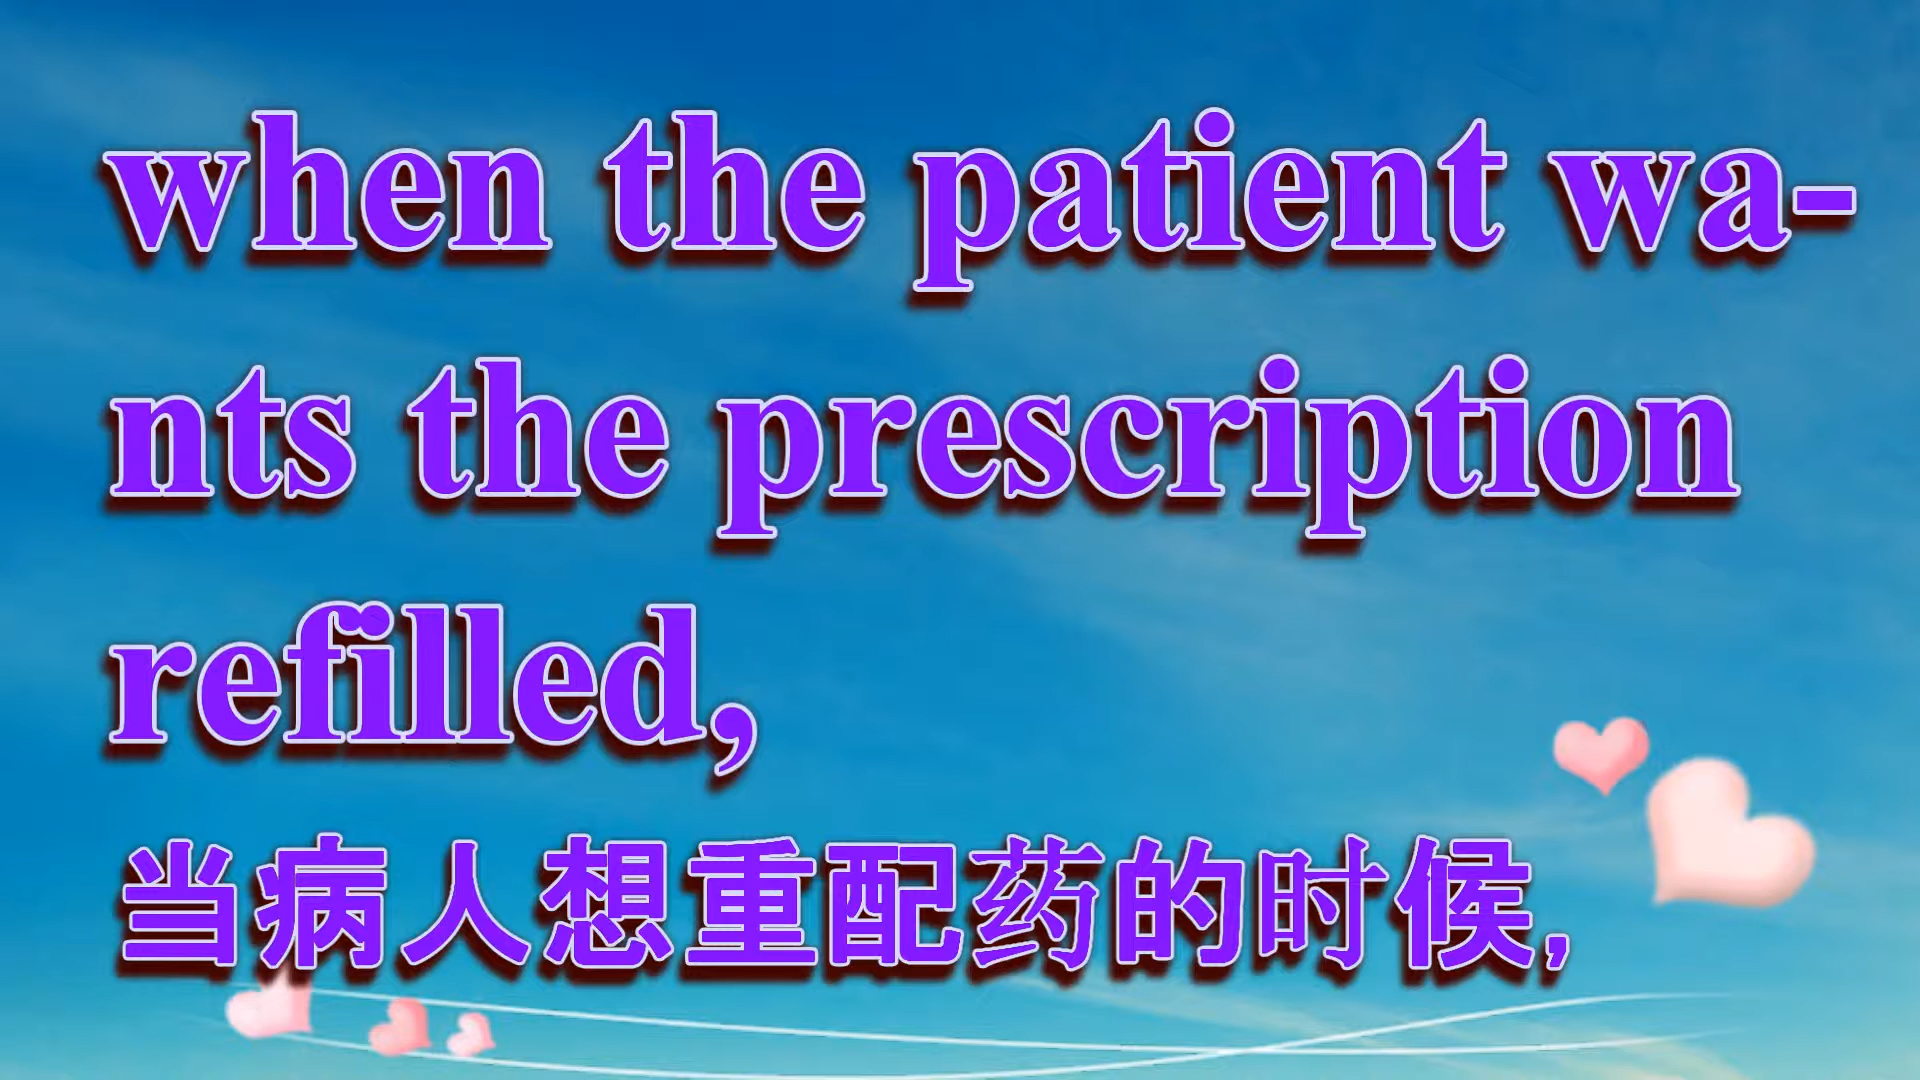 when the patient wa-
nts the prescription
refilled,
当病人想重配药的时候,